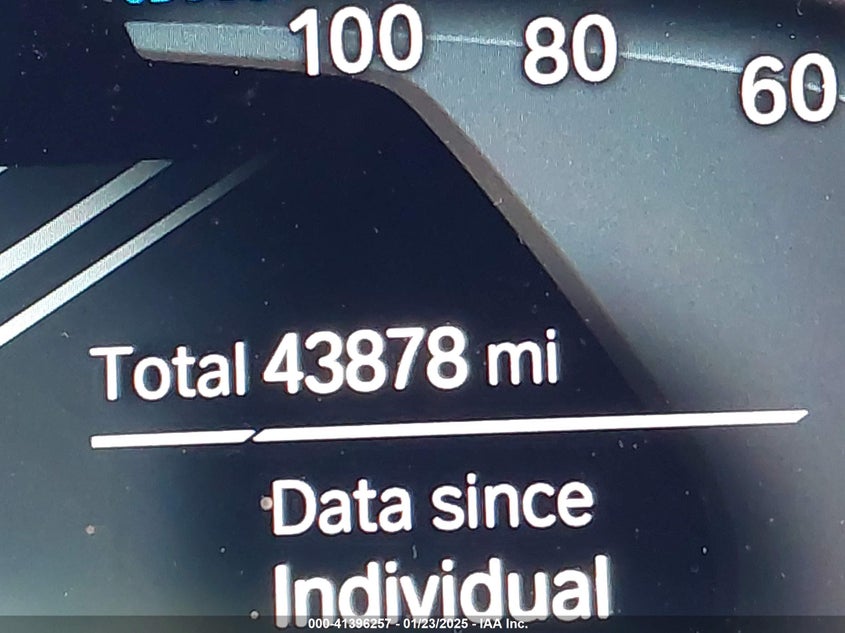 100 80 60
Total 43878 mi
Data since
Individual
000-41396257 - 01/23/2025 - IAA Inc.